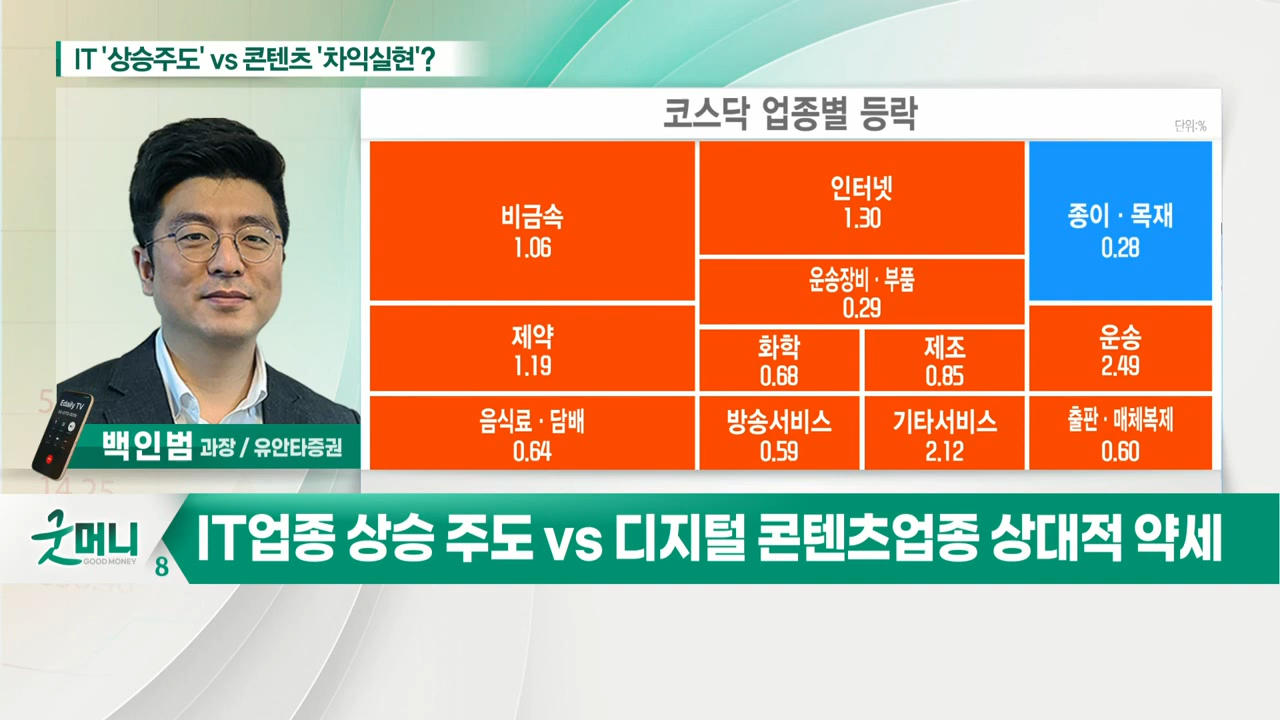 IT '상승주도' vs 콘텐츠 '차익실현'?
코스닥 업종별 등락
단위:%
비금속
1.06
인터넷
1.30
종이·목재
0.28
운송장비·부품
0.29
제약
1.19
화학
0.68
제조
0.85
운송
2.49
음식료·담배
0.64
방송서비스
0.59
기타서비스
2.12
출판·매체복제
0.60
Edaily TV
백인범 과장 / 유안타증권
14.25
굿머니
GOOD MONEY
8
IT업종 상승 주도 vs 디지털 콘텐츠업종 상대적 약세